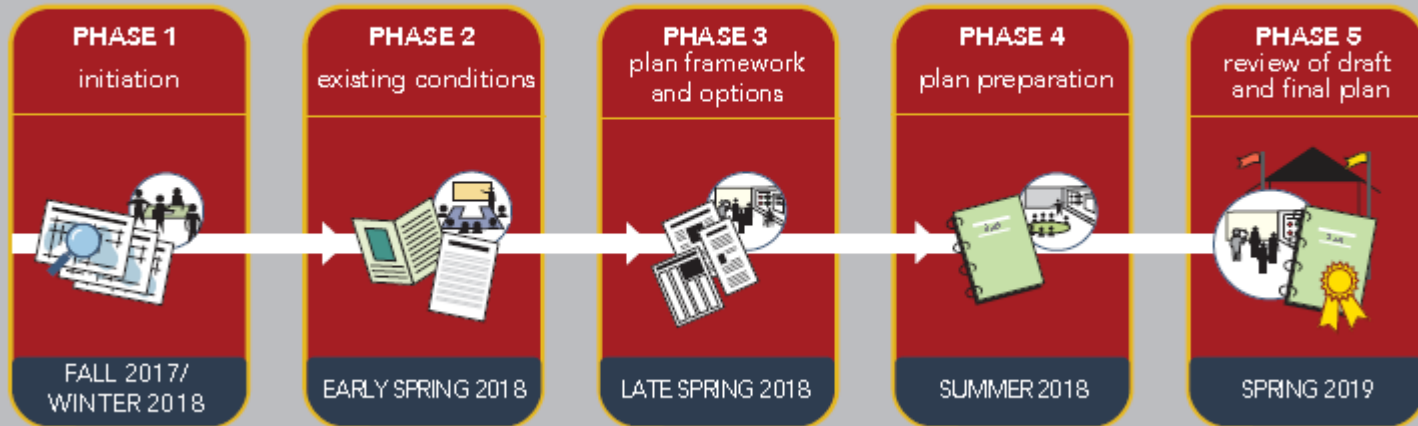 PHASE 1
initiation
FALL 2017/
WINTER 2018
PHASE 2
existing conditions
EARLY SPRING 2018
PHASE 3
plan framework
and options
LATE SPRING 2018
PHASE 4
plan preparation
SUMMER 2018
PHASE 5
review of draft
and final plan
SPRING 2019